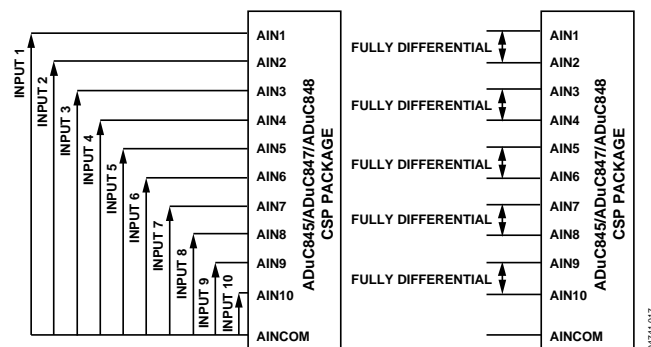 INPUT 1
INPUT 2
INPUT 3
INPUT 4
INPUT 5
INPUT 6
INPUT 7
INPUT 8
INPUT 9
INPUT 10
AIN1
AIN2
AIN3
AIN4
AIN5
AIN6
AIN7
AIN8
AIN9
AIN10
AINCOM
ADuC845/ADuC847/ADuC848
CSP PACKAGE
FULLY DIFFERENTIAL
FULLY DIFFERENTIAL
FULLY DIFFERENTIAL
FULLY DIFFERENTIAL
FULLY DIFFERENTIAL
AIN1
AIN2
AIN3
AIN4
AIN5
AIN6
AIN7
AIN8
AIN9
AIN10
AINCOM
ADuC845/ADuC847/ADuC848
CSP PACKAGE